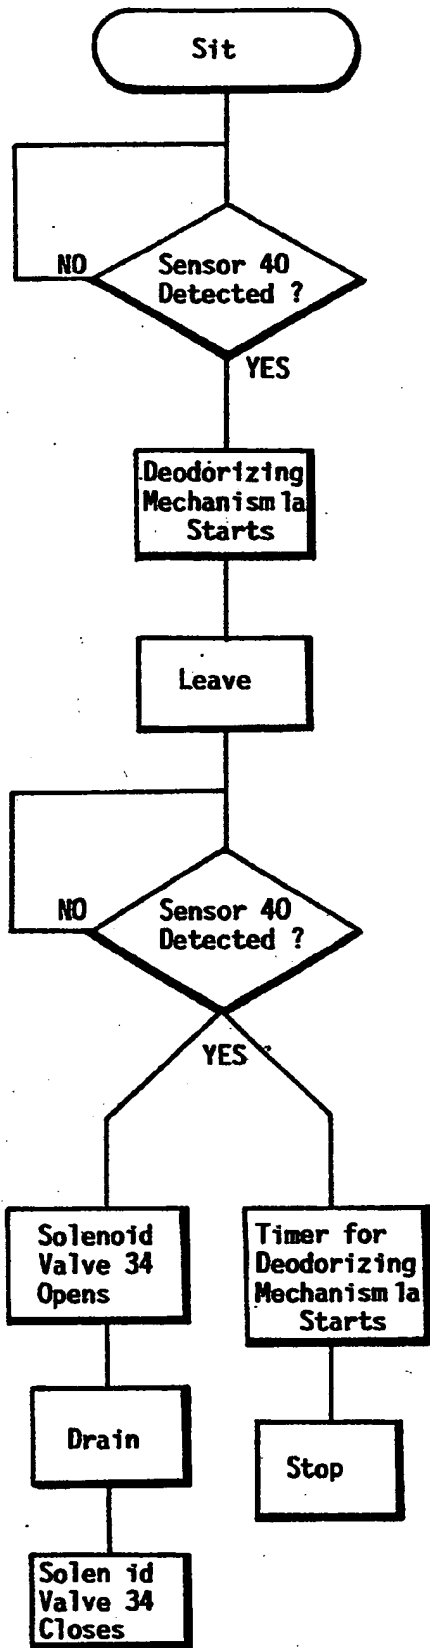 Sit
NO
Sensor 40
Detected ?
YES
Deodorizing
Mechanism 1a
Starts
Leave
NO
Sensor 40
Detected ?
YES
Solenoid
Valve 34
Opens
Timer for
Deodorizing
Mechanism 1a
Starts
Drain
Stop
Solen id
Valve 34
Closes